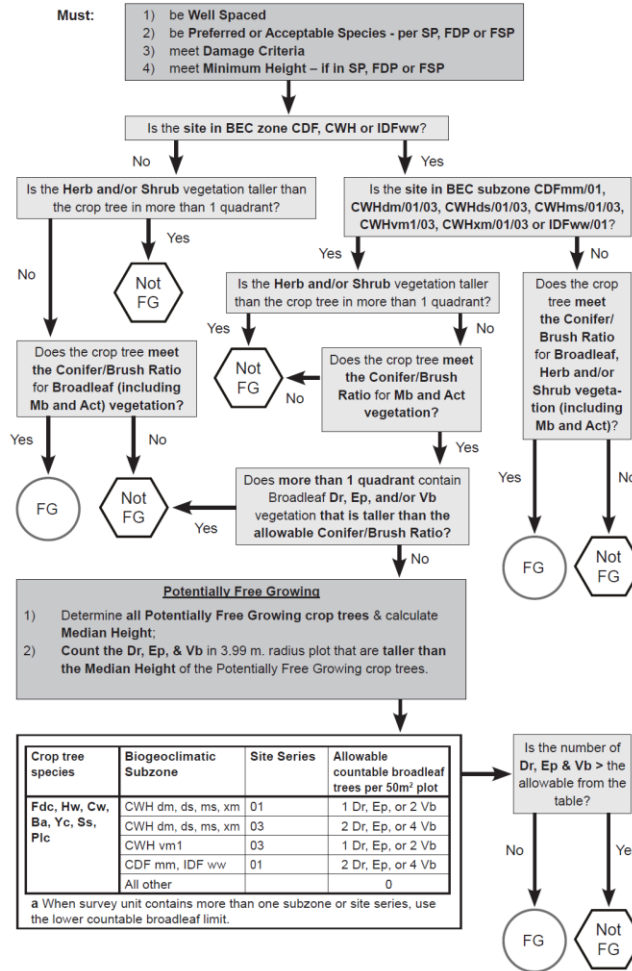 Must:
1) be Well Spaced
2) be Preferred or Acceptable Species - per SP, FDP or FSP
3) meet Damage Criteria
4) meet Minimum Height – if in SP, FDP or FSP
Is the site in BEC zone CDF, CWH or IDFww?
No
Yes
Is the Herb and/or Shrub vegetation taller than
the crop tree in more than 1 quadrant?
Is the site in BEC subzone CDFmm/01,
CWHdm/01/03, CWHds/01/03, CWHms/01/03,
CWHvm1/03, CWHxm/01/03 or IDFww/01?
No
Yes
Not
FG
Yes
No
Is the Herb and/or Shrub vegetation taller
than the crop tree in more than 1 quadrant?
Yes
No
Not
FG
No
Does the crop tree meet
the Conifer/Brush Ratio
for Broadleaf (including
Mb and Act) vegetation?
Does the crop tree meet
the Conifer/Brush
Ratio for Mb and Act
vegetation?
Does the crop
tree meet
the Conifer/
Brush Ratio
for Broadleaf,
Herb and/or
Shrub vegeta-
tion (including
Mb and Act)?
Yes
No
FG
Not
FG
Yes
Does more than 1 quadrant contain
Broadleaf Dr, Ep, and/or Vb
vegetation that is taller than the
allowable Conifer/Brush Ratio?
Yes
No
Yes
No
FG
Not
FG
Potentially Free Growing
1) Determine all Potentially Free Growing crop trees & calculate
Median Height;
2) Count the Dr, Ep, & Vb in 3.99 m. radius plot that are taller than
the Median Height of the Potentially Free Growing crop trees.
Crop tree
species
Biogeoclimatic
Subzone
Site Series
Allowable
countable broadleaf
trees per 50m² plot
Fdc, Hw, Cw,
Ba, Yc, Ss,
Plc
CWH dm, ds, ms, xm 01 1 Dr, Ep, or 2 Vb
CWH dm, ds, ms, xm 03 2 Dr, Ep, or 4 Vb
CWH vm1 03 1 Dr, Ep, or 2 Vb
CDF mm, IDF ww 01 2 Dr, Ep, or 4 Vb
All other 0
a When survey unit contains more than one subzone or site series, use
the lower countable broadleaf limit.
Is the number of
Dr, Ep & Vb > the
allowable from the
table?
No
Yes
FG
Not
FG